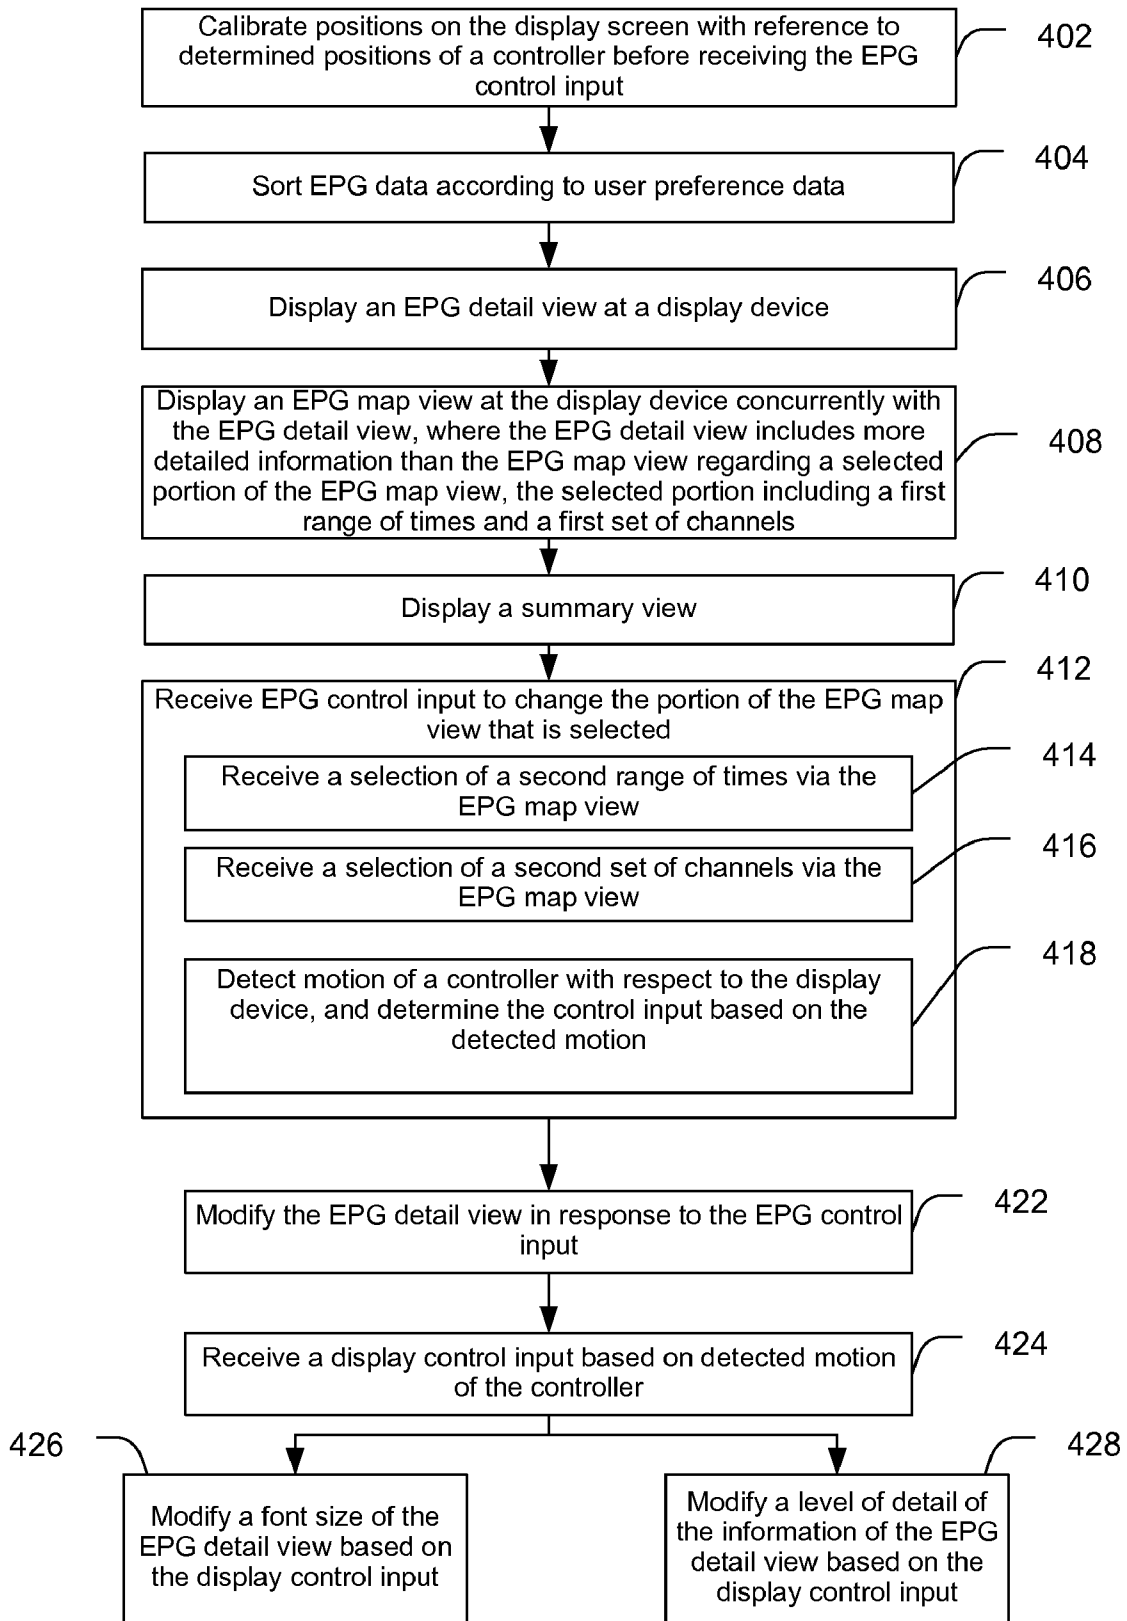 Calibrate positions on the display screen with reference to
determined positions of a controller before receiving the EPG
control input
402
Sort EPG data according to user preference data
404
Display an EPG detail view at a display device
406
Display an EPG map view at the display device concurrently with
the EPG detail view, where the EPG detail view includes more
detailed information than the EPG map view regarding a selected
portion of the EPG map view, the selected portion including a first
range of times and a first set of channels
408
Display a summary view
410
Receive EPG control input to change the portion of the EPG map
view that is selected
412
Receive a selection of a second range of times via the
EPG map view
414
Receive a selection of a second set of channels via the
EPG map view
416
Detect motion of a controller with respect to the display
device, and determine the control input based on the
detected motion
418
Modify the EPG detail view in response to the EPG control
input
422
Receive a display control input based on detected motion
of the controller
424
426
Modify a font size of the
EPG detail view based on
the display control input
428
Modify a level of detail of
the information of the EPG
detail view based on the
display control input